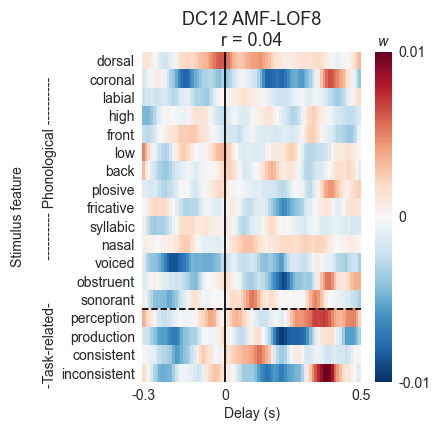 DC12 AMF-LOF8
r = 0.04
w
Stimulus feature
---------- Phonological ----------
-Task-related-
dorsal
coronal
labial
high
front
low
back
plosive
fricative
syllabic
nasal
voiced
obstruent
sonorant
perception
production
consistent
inconsistent
0.01
0
-0.01
-0.3
0
0.5
Delay (s)